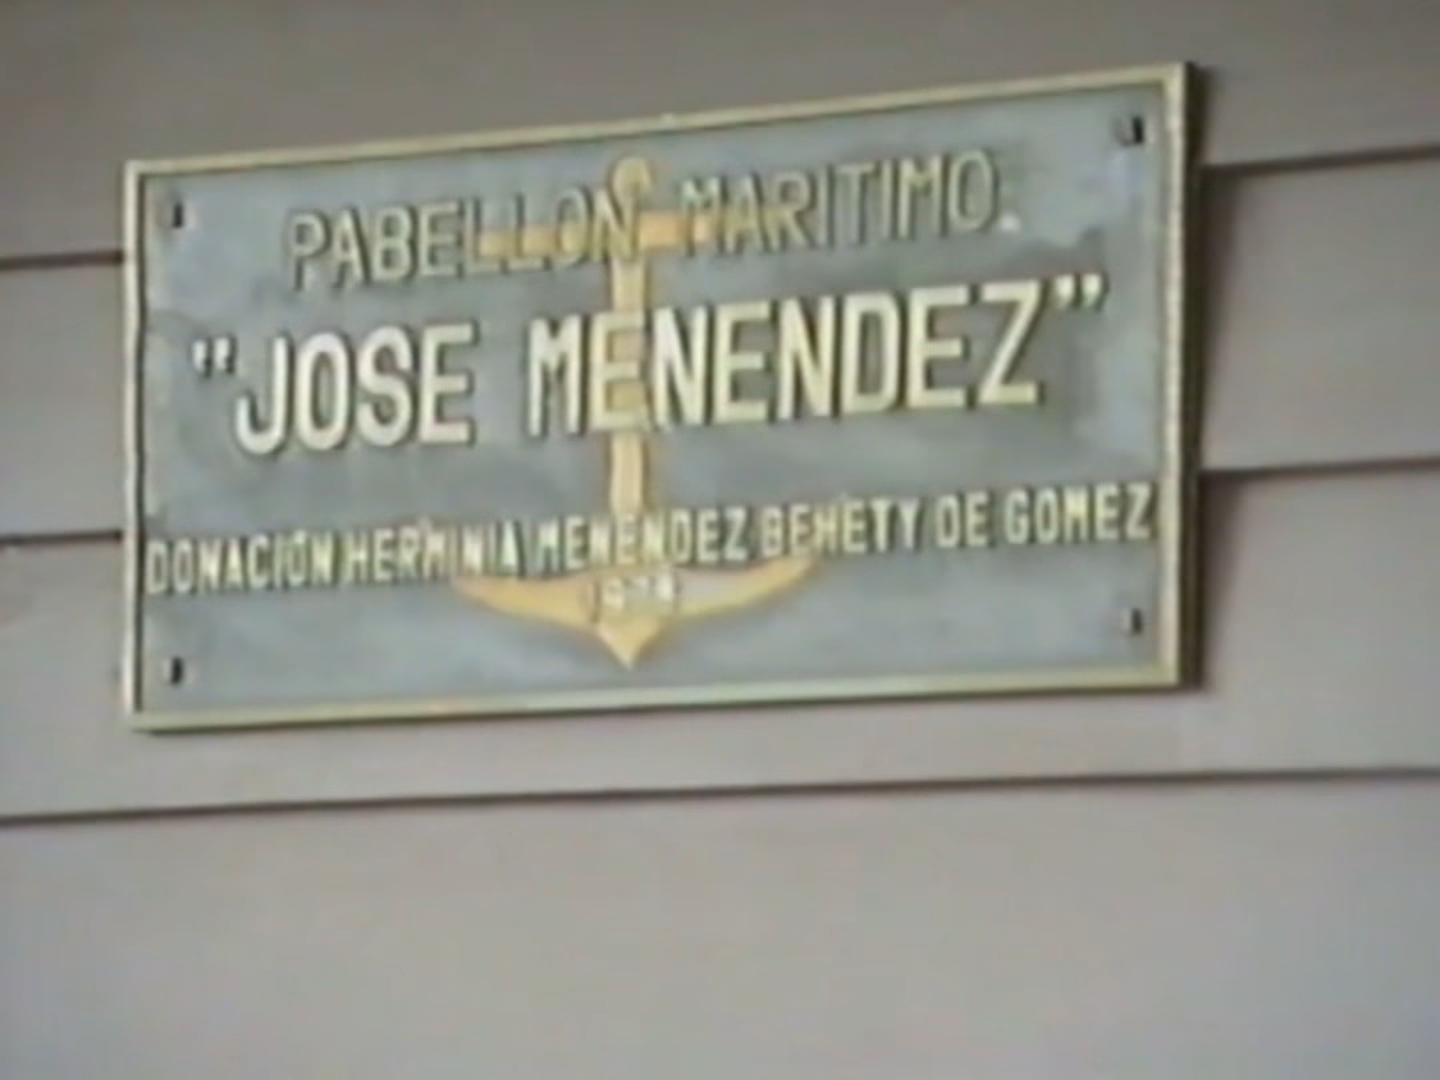 PABELLON MARITIMO.
"JOSE MENENDEZ"
DONACION HERMINIA MENENDEZ BEHETY DE GOMEZ